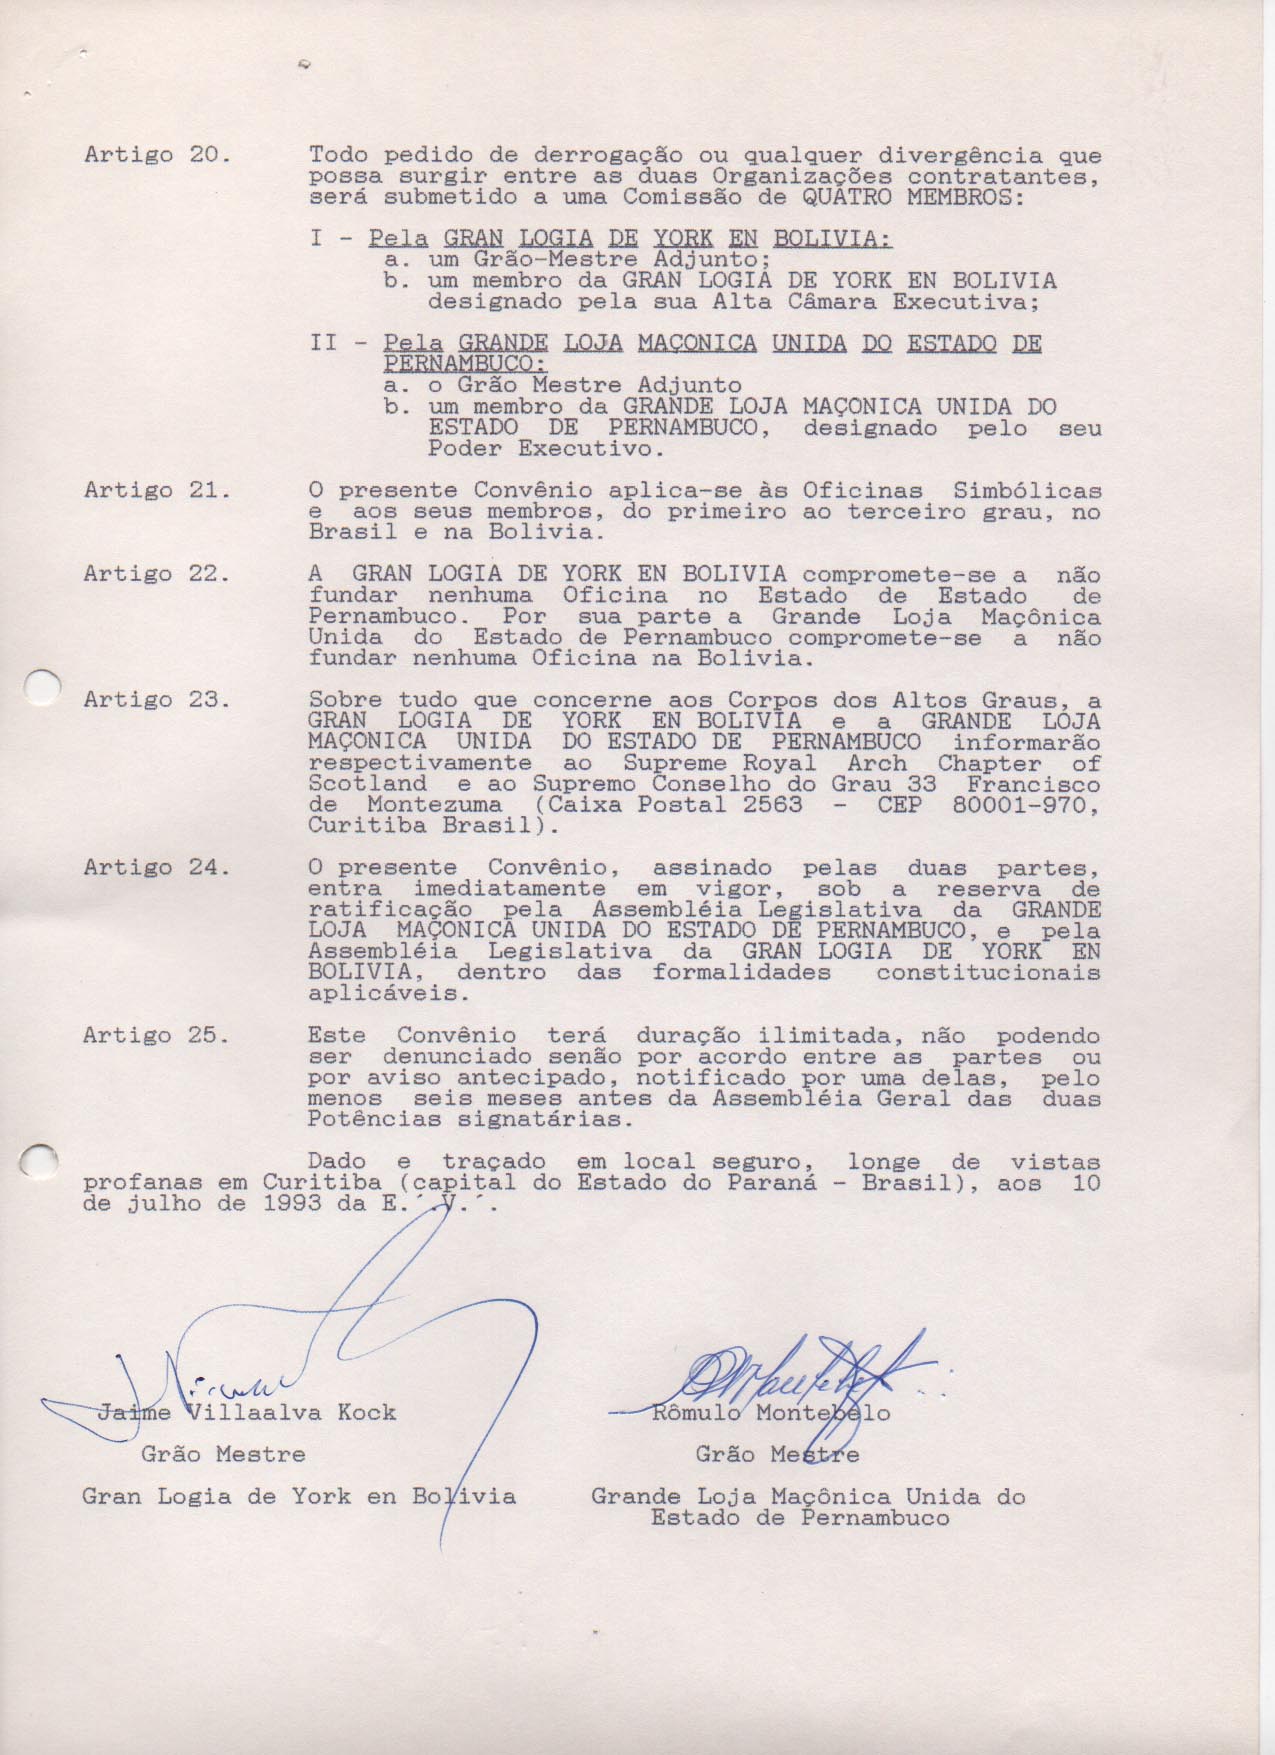 Artigo 20. Todo pedido de derrogação ou qualquer divergência que
possa surgir entre as duas Organizações contratantes,
será submetido a uma Comissão de QUATRO MEMBROS:
I - Pela GRAN LOGIA DE YORK EN BOLIVIA:
a. um Grão-Mestre Adjunto;
b. um membro da GRAN LOGIA DE YORK EN BOLIVIA
designado pela sua Alta Câmara Executiva;
II - Pela GRANDE LOJA MAÇONICA UNIDA DO ESTADO DE
PERNAMBUCO:
a. o Grão Mestre Adjunto
b. um membro da GRANDE LOJA MAÇONICA UNIDA DO
ESTADO DE PERNAMBUCO, designado pelo seu
Poder Executivo.
Artigo 21. O presente Convênio aplica-se às Oficinas Simbólicas
e aos seus membros, do primeiro ao terceiro grau, no
Brasil e na Bolivia.
Artigo 22. A GRAN LOGIA DE YORK EN BOLIVIA compromete-se a não
fundar nenhuma Oficina no Estado de Estado de
Pernambuco. Por sua parte a Grande Loja Maçônica
Unida do Estado de Pernambuco compromete-se a não
fundar nenhuma Oficina na Bolivia.
Artigo 23. Sobre tudo que concerne aos Corpos dos Altos Graus, a
GRAN LOGIA DE YORK EN BOLIVIA e a GRANDE LOJA
MAÇONICA UNIDA DO ESTADO DE PERNAMBUCO informarão
respectivamente ao Supreme Royal Arch Chapter of
Scotland e ao Supremo Conselho do Grau 33 Francisco
de Montezuma (Caixa Postal 2563 - CEP 80001-970,
Curitiba Brasil).
Artigo 24. O presente Convênio, assinado pelas duas partes,
entra imediatamente em vigor, sob a reserva de
ratificação pela Assembléia Legislativa da GRANDE
LOJA MAÇONICA UNIDA DO ESTADO DE PERNAMBUCO, e pela
Assembléia Legislativa da GRAN LOGIA DE YORK EN
BOLIVIA, dentro das formalidades constitucionais
aplicáveis.
Artigo 25. Este Convênio terá duração ilimitada, não podendo
ser denunciado senão por acordo entre as partes ou
por aviso antecipado, notificado por uma delas, pelo
menos seis meses antes da Assembléia Geral das duas
Potências signatárias.
Dado e traçado em local seguro, longe de vistas
profanas em Curitiba (capital do Estado do Paraná - Brasil), aos 10
de julho de 1993 da E.´.V.´.
Jaime Villaalva Kock Rômulo Montebelo
Grão Mestre Grão Mestre
Gran Logia de York en Bolivia Grande Loja Maçônica Unida do
Estado de Pernambuco